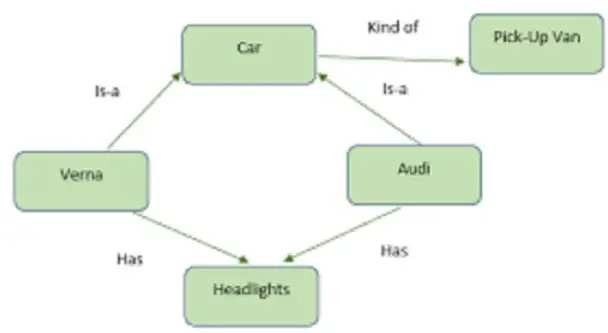 Kind of
Pick-Up Van
Car
Is-a
Is-a
Verna
Audi
Has
Has
Headlights